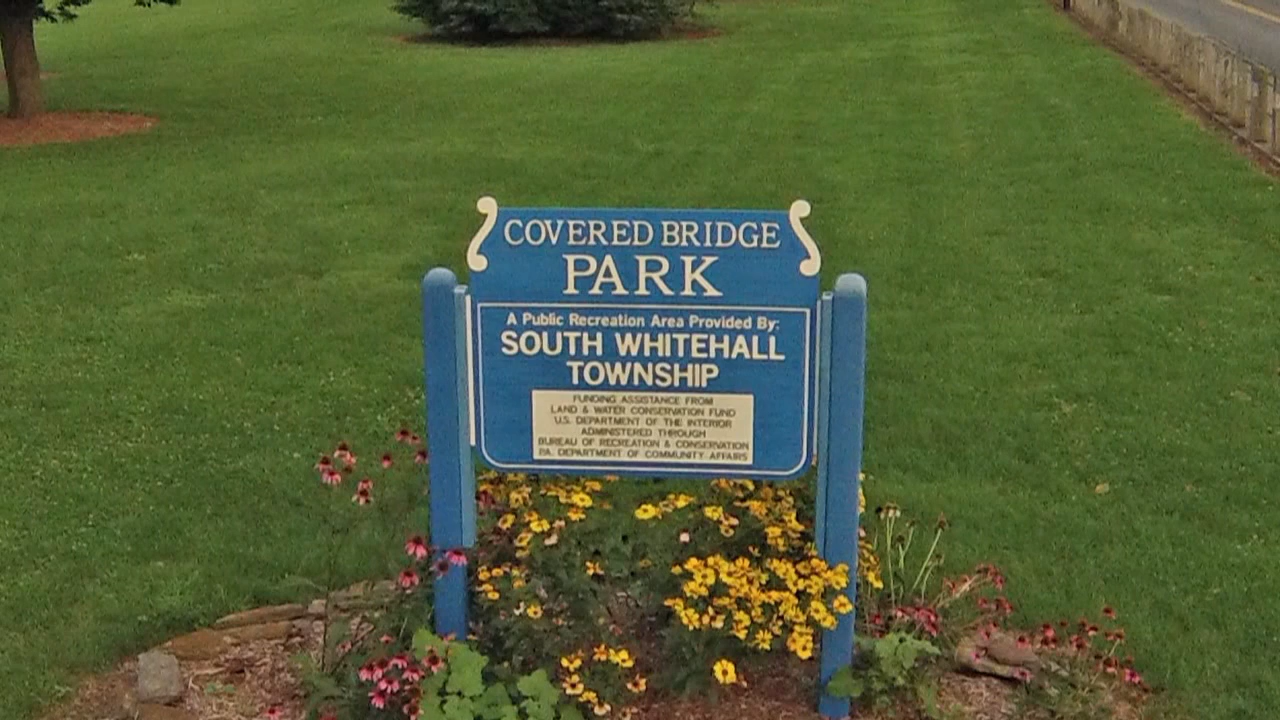 COVERED BRIDGE
PARK
A Public Recreation Area Provided By:
SOUTH WHITEHALL
TOWNSHIP
FUNDING ASSISTANCE FROM
LAND & WATER CONSERVATION FUND
U.S. DEPARTMENT OF THE INTERIOR
ADMINISTERED THROUGH
BUREAU OF RECREATION & CONSERVATION
PA. DEPARTMENT OF COMMUNITY AFFAIRS